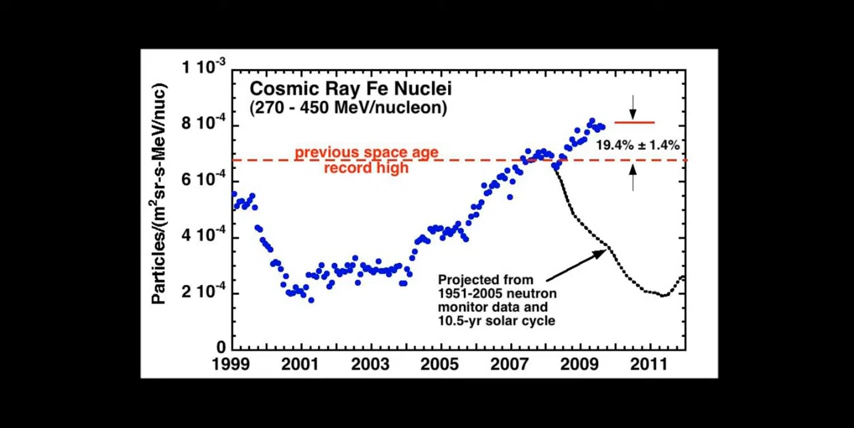 1 10-3
Cosmic Ray Fe Nuclei
(270 - 450 MeV/nucleon)
8 10-4
19.4% ± 1.4%
previous space age
record high
6 10-4
Particles/(m2sr-s-MeV/nuc)
4 10-4
Projected from
1951-2005 neutron
monitor data and
10.5-yr solar cycle
2 10-4
0
1999 2001 2003 2005 2007 2009 2011